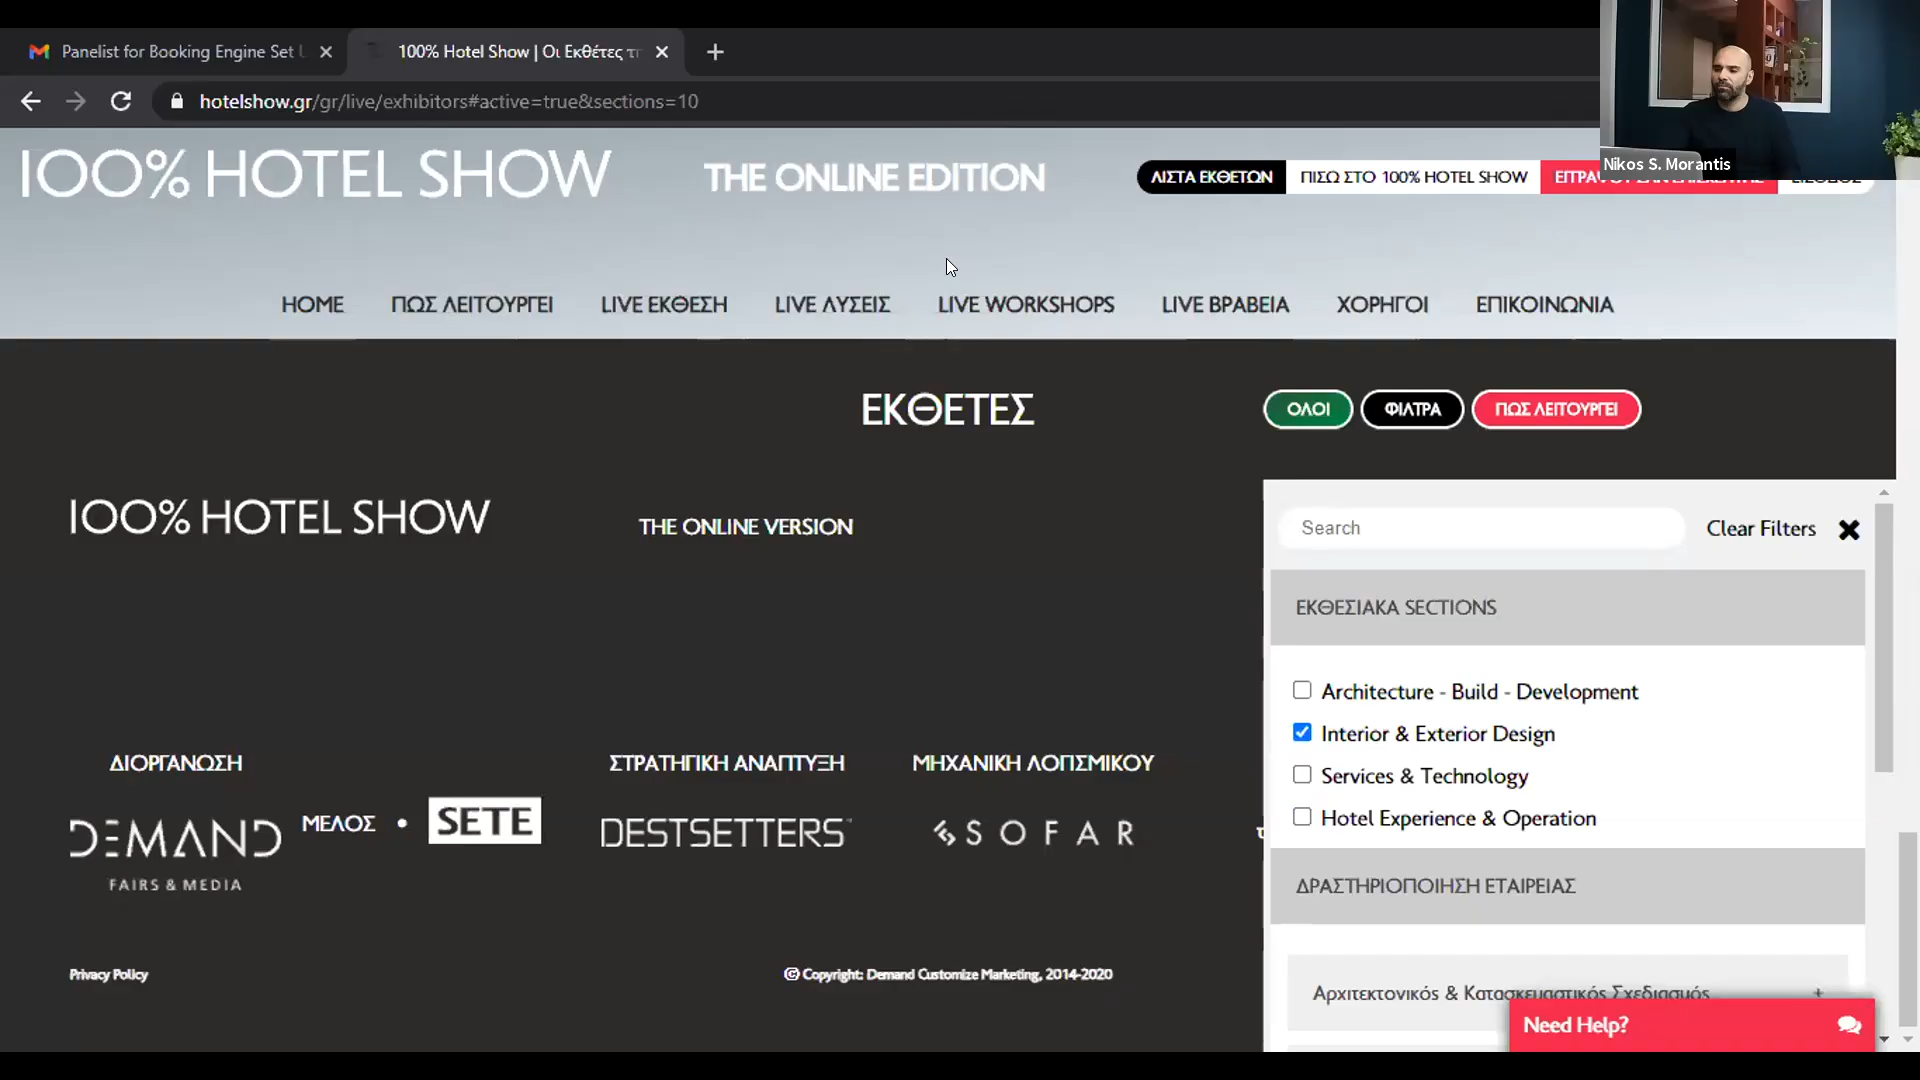 Panelist for Booking Engine Set
100% Hotel Show | Οι Εκθέτες τη
hotelshow.gr/gr/live/exhibitors#active=true&sections=10
Nikos S. Morantis
100% HOTEL SHOW
THE ONLINE EDITION
ΛΙΣΤΑ ΕΚΘΕΤΩΝ
ΠΙΣΩ ΣΤΟ 100% HOTEL SHOW
HOME
ΠΩΣ ΛΕΙΤΟΥΡΓΕΙ
LIVE ΕΚΘΕΣΗ
LIVE ΛΥΣΕΙΣ
LIVE WORKSHOPS
LIVE ΒΡΑΒΕΙΑ
ΧΟΡΗΓΟΙ
ΕΠΙΚΟΙΝΩΝΙΑ
ΕΚΘΕΤΕΣ
ΟΛΟΙ
ΦΙΛΤΡΑ
ΠΩΣ ΛΕΙΤΟΥΡΓΕΙ
100% HOTEL SHOW
THE ONLINE VERSION
Search
Clear Filters
ΕΚΘΕΣΙΑΚΑ SECTIONS
Architecture - Build - Development
Interior & Exterior Design
Services & Technology
Hotel Experience & Operation
ΔΡΑΣΤΗΡΙΟΠΟΙΗΣΗ ΕΤΑΙΡΕΙΑΣ
Αρχιτεκτονικός & Κατασκευαστικός Σχεδιασμός +
Need Help?
ΔΙΟΡΓΑΝΩΣΗ
ΣΤΡΑΤΗΓΙΚΗ ΑΝΑΠΤΥΞΗ
ΜΗΧΑΝΙΚΗ ΛΟΓΙΣΜΙΚΟΥ
DEMAND
FAIRS & MEDIA
ΜΕΛΟΣ •
SETE
DESTSETTERS
SOFAR
Privacy Policy
© Copyright: Demand Customize Marketing, 2014-2020